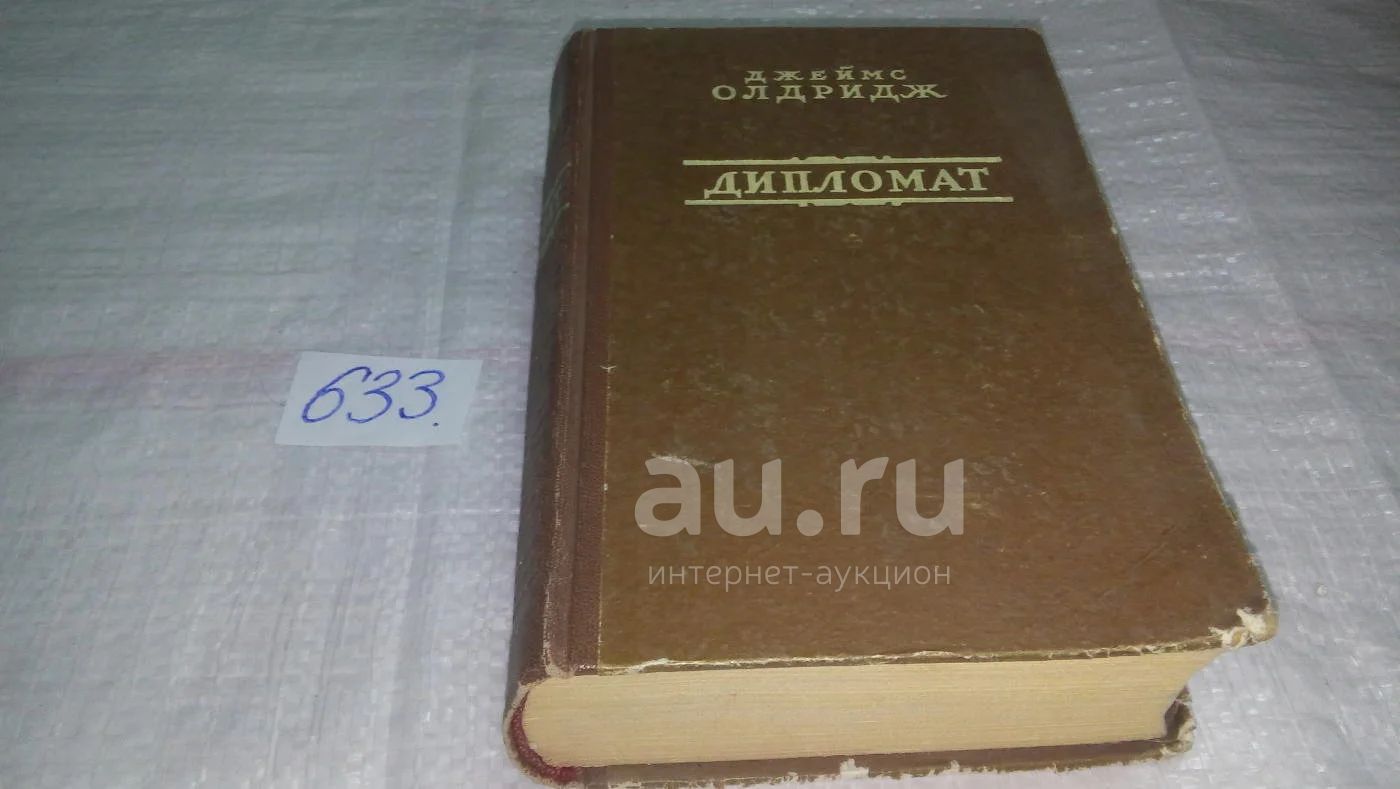 ДЖЕЙМС
ОЛДРИДЖ
ДИПЛОМАТ
633.
au.ru
интернет-аукцион